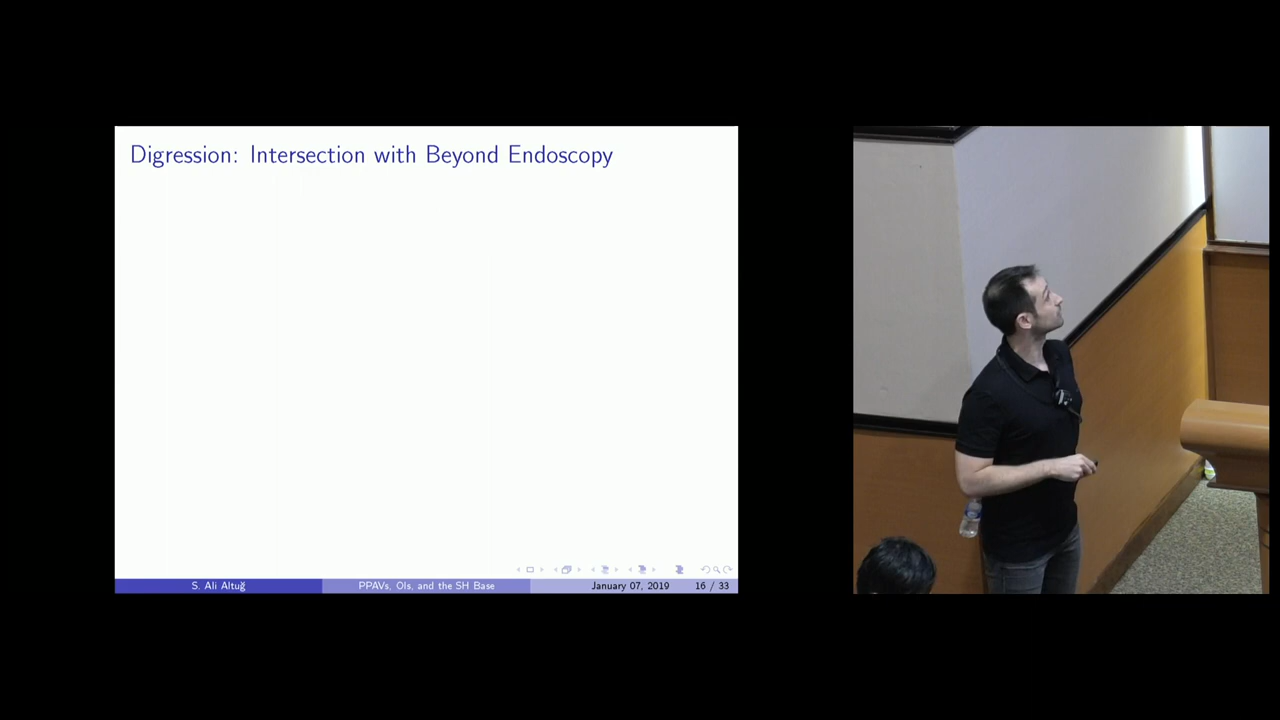 Digression: Intersection with Beyond Endoscopy
S. Ali Altuğ
PPAVs, OIs, and the SH Base
January 07, 2019
16 / 33